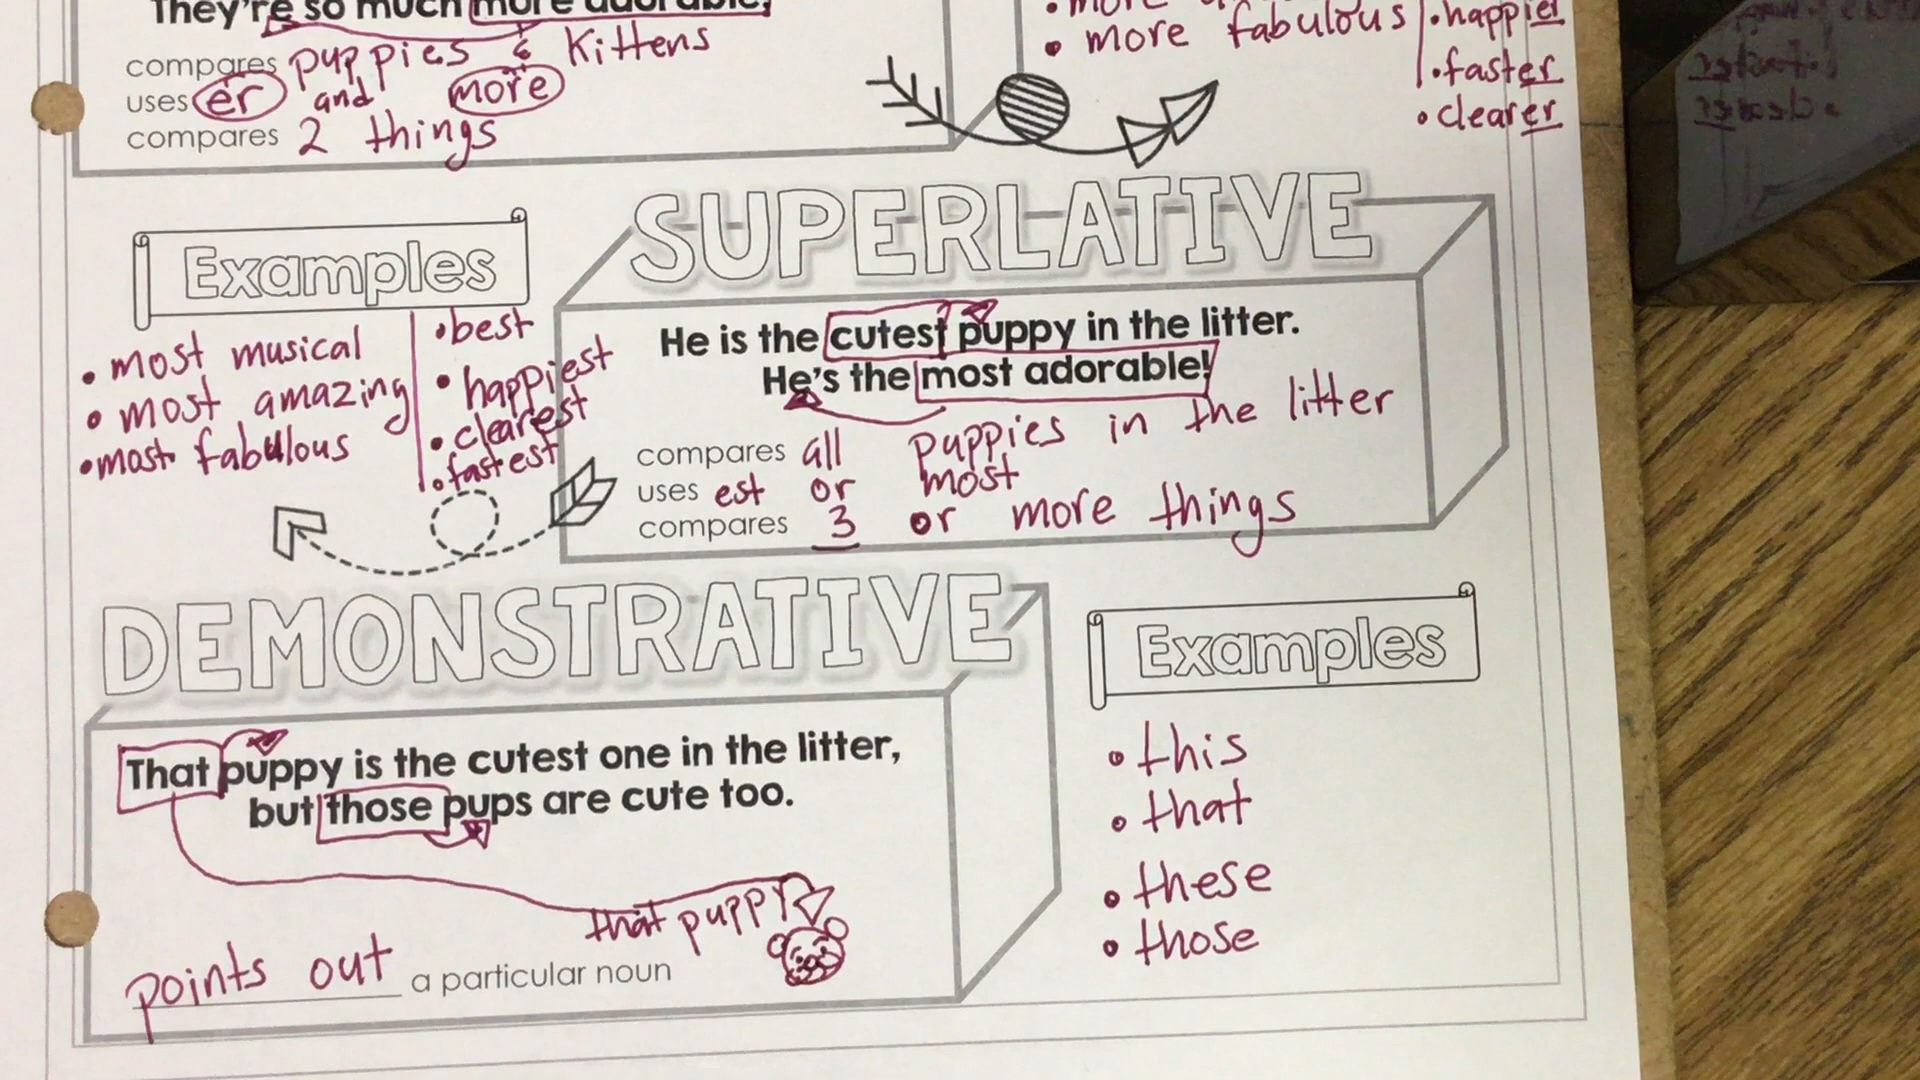 They're so much more adorable!
compares puppies & kittens
uses er and more
compares 2 things
• more
• more fabulous
• happier
• faster
• clearer
SUPERLATIVE
Examples
• most musical
• most amazing
• most fabulous
• best
• happiest
• clearest
• fastest
He is the cutest puppy in the litter.
He's the most adorable!
compares all puppies in the litter
uses est or most
compares 3 or more things
DEMONSTRATIVE
That puppy is the cutest one in the litter,
but those pups are cute too.
that puppy
points out a particular noun
Examples
• this
• that
• these
• those